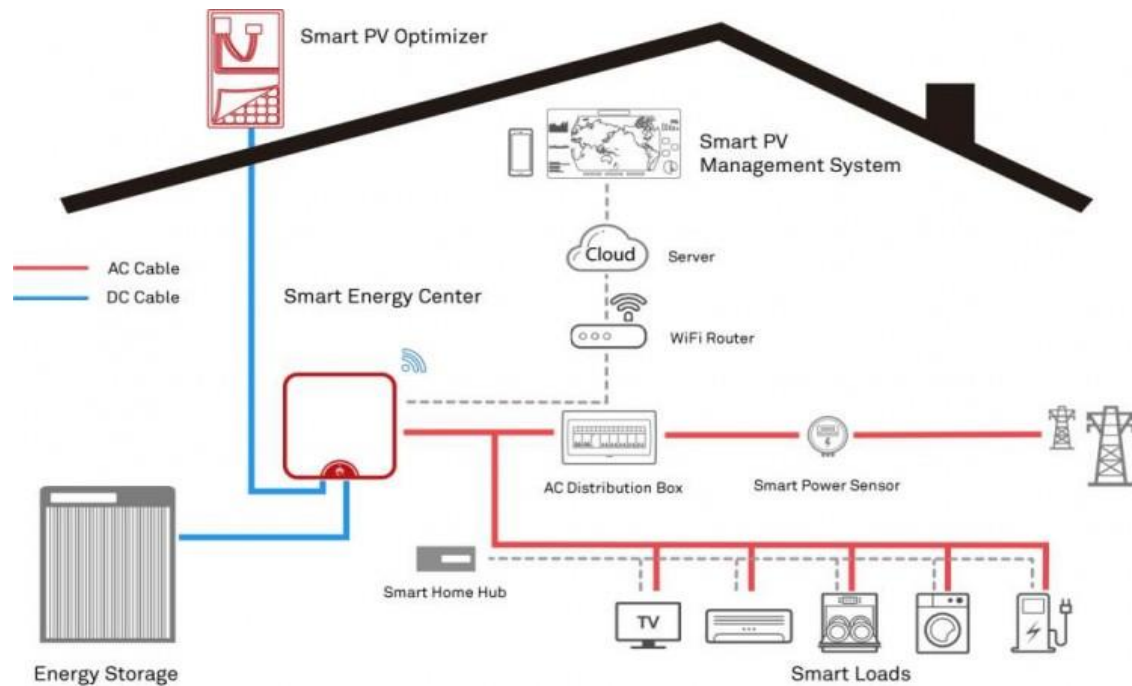 Smart PV Optimizer
Smart PV
Management System
Cloud
Server
AC Cable
DC Cable
Smart Energy Center
WiFi Router
AC Distribution Box
Smart Power Sensor
Smart Home Hub
TV
Energy Storage
Smart Loads